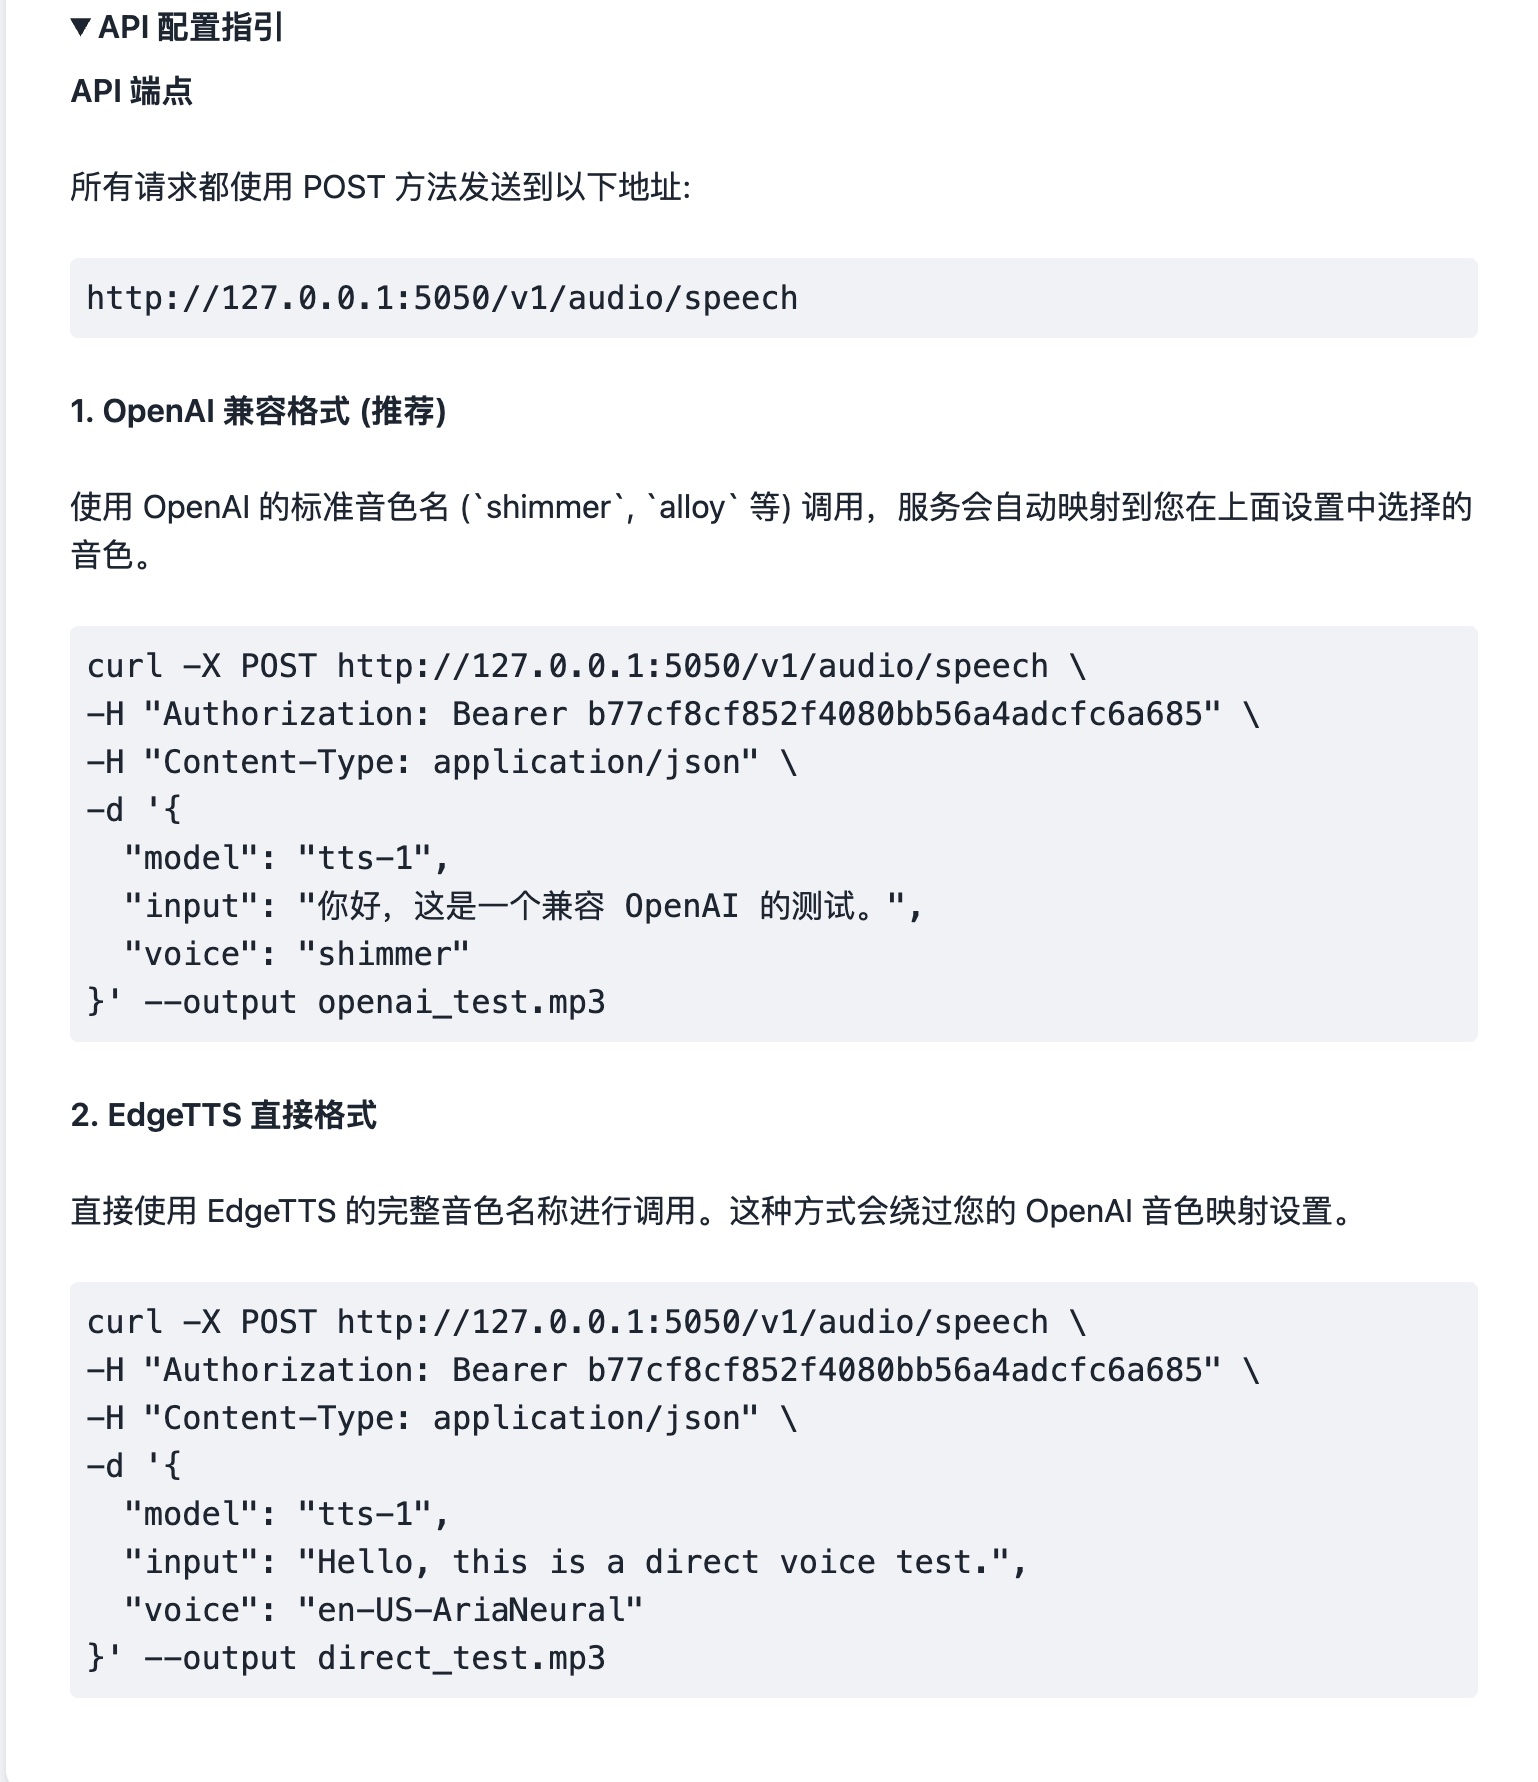 ▼ API 配置指引
API 端点
所有请求都使用 POST 方法发送到以下地址:
http://127.0.0.1:5050/v1/audio/speech
1. OpenAI 兼容格式 (推荐)
使用 OpenAI 的标准音色名 (`shimmer`, `alloy` 等) 调用，服务会自动映射到您在上面设置中选择的
音色。
curl -X POST http://127.0.0.1:5050/v1/audio/speech \
-H "Authorization: Bearer b77cf8cf852f4080bb56a4adcfc6a685" \
-H "Content-Type: application/json" \
-d '{
  "model": "tts-1",
  "input": "你好，这是一个兼容 OpenAI 的测试。",
  "voice": "shimmer"
}' --output openai_test.mp3
2. EdgeTTS 直接格式
直接使用 EdgeTTS 的完整音色名称进行调用。这种方式会绕过您的 OpenAI 音色映射设置。
curl -X POST http://127.0.0.1:5050/v1/audio/speech \
-H "Authorization: Bearer b77cf8cf852f4080bb56a4adcfc6a685" \
-H "Content-Type: application/json" \
-d '{
  "model": "tts-1",
  "input": "Hello, this is a direct voice test.",
  "voice": "en-US-AriaNeural"
}' --output direct_test.mp3